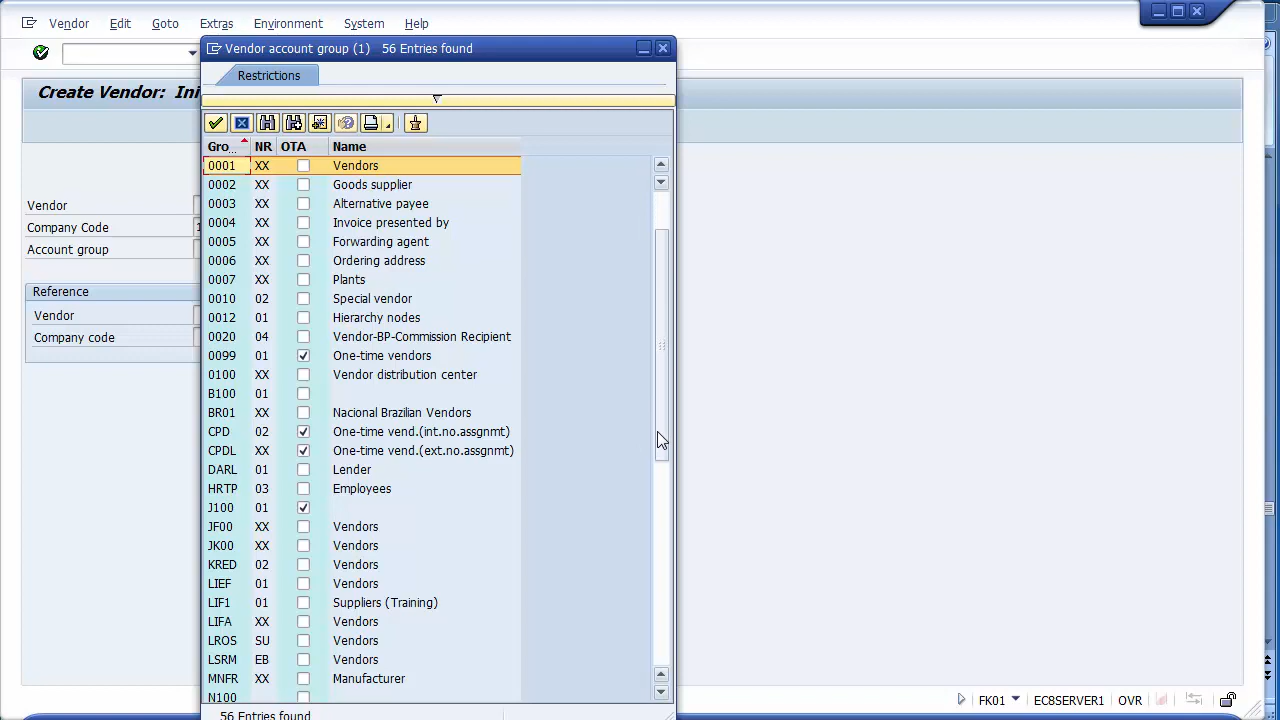 Vendor Edit Goto Extras Environment System Help
Vendor account group (1) 56 Entries found
Restrictions
Create Vendor: Ini
Gro... NR OTA Name
0001 XX Vendors
0002 XX Goods supplier
0003 XX Alternative payee
0004 XX Invoice presented by
0005 XX Forwarding agent
0006 XX Ordering address
0007 XX Plants
0010 02 Special vendor
0012 01 Hierarchy nodes
0020 04 Vendor-BP-Commission Recipient
0099 01 One-time vendors
0100 XX Vendor distribution center
B100 01
BR01 XX Nacional Brazilian Vendors
CPD 02 One-time vend.(int.no.assgnmt)
CPDL XX One-time vend.(ext.no.assgnmt)
DARL 01 Lender
HRTP 03 Employees
J100 01
JF00 XX Vendors
JK00 XX Vendors
KRED 02 Vendors
LIEF 01 Vendors
LIF1 01 Suppliers (Training)
LIFA XX Vendors
LROS SU Vendors
LSRM EB Vendors
MNFR XX Manufacturer
N100
56 Entries found
Vendor
Company Code 1
Account group
Reference
Vendor
Company code
FK01 EC8SERVER1 OVR